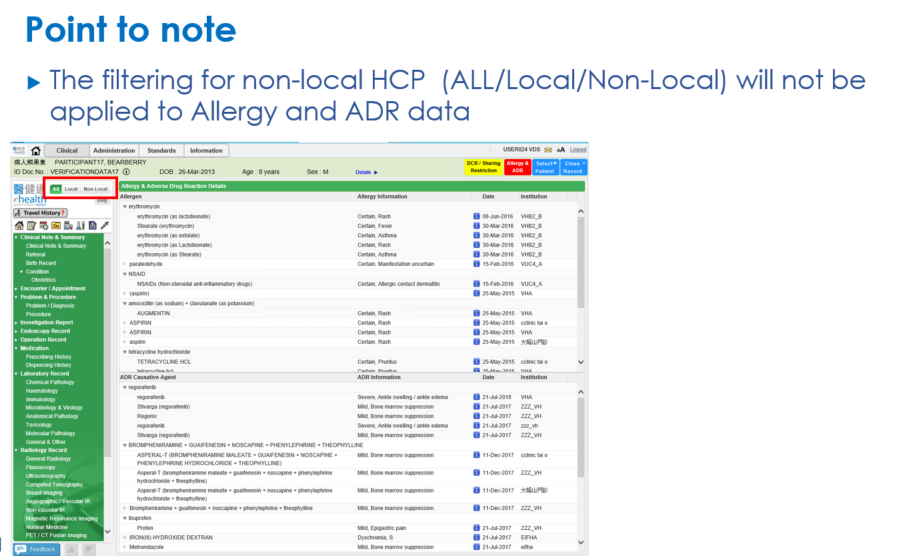 Point to note
The filtering for non-local HCP (ALL/Local/Non-Local) will not be
applied to Allergy and ADR data
Clinical Administration Standards Information USER824 VDS AA Logout
病人熊果素 PARTICIPANT17, BEARBERRY
ID Doc No. : VERIFICATIONDATA17 DOB : 26-Mar-2013 Age : 8 years Sex : M Details
DCR / Sharing Restriction Allergy & ADR Select Patient Close Record
醫健通
health
All Local Non-Local
Help
Travel History ?
Clinical Note & Summary
Clinical Note & Summary
Referral
Birth Record
Condition
Obstetrics
Encounter / Appointment
Problem & Procedure
Problem / Diagnosis
Procedure
Investigation Report
Endoscopy Record
Operation Record
Medication
Prescribing History
Dispensing History
Laboratory Record
Chemical Pathology
Haematology
Immunology
Microbiology & Virology
Anatomical Pathology
Toxicology
Molecular Pathology
General & Other
Radiology Record
General Radiology
Fluoroscopy
Ultrasonography
Computed Tomography
Breast Imaging
Angiographic / Vascular IR
Non-vascular IR
Magnetic Resonance Imaging
Nuclear Medicine
PET / CT Fusion Imaging
Feedback
Allergy & Adverse Drug Reaction Details
Allergen Allergy Information Date Institution
erythromycin
erythromycin (as lactobionate) Certain, Rash 08-Jun-2016 VHB2_B
Stearate (erythromycin) Certain, Fever 30-Mar-2016 VHB2_B
erythromycin (as estolate) Certain, Asthma 30-Mar-2016 VHB2_B
erythromycin (as Lactobionate) Certain, Rash 30-Mar-2016 VHB2_B
erythromycin (as Stearate) Certain, Asthma 30-Mar-2016 VHB2_B
paraldehyde Certain, Manifestation uncertain 15-Feb-2016 VUC4_A
NSAID
NSAIDs (Non-steroidal anti-inflammatory drugs) Certain, Allergic contact dermatitis 15-Feb-2016 VUC4_A
(aspirin) 25-May-2015 VHA
amoxicillin (as sodium) + clavulanate (as potassium)
AUGMENTIN Certain, Rash 25-May-2015 VHA
ASPIRIN Certain, Rash 25-May-2015 cclinic tai o
ASPIRIN Certain, Rash 25-May-2015 VHA
aspirin Certain, Rash 25-May-2015
tetracycline hydrochloride
TETRACYCLINE HCL Certain, Pruritus 25-May-2015 cclinic tai o
tetracycline hcl Certain, Pruritus 25-May-2015 VHA
ADR Causative Agent ADR Information Date Institution
regorafenib
regorafenib Severe, Ankle swelling / ankle edema 21-Jul-2018 VHA
Stivarga (regorafenib) Mild, Bone marrow suppression 21-Jul-2017 ZZZ_VH
Regonix Mild, Bone marrow suppression 21-Jul-2017 ZZZ_VH
regorafenib Severe, Ankle swelling / ankle edema 21-Jul-2017 zzz_vh
Stivarga (regorafenib) Mild, Bone marrow suppression 21-Jul-2017 ZZZ_VH
BROMPHENIRAMINE + GUAIFENESIN + NOSCAPINE + PHENYLEPHRINE + THEOPHYLLINE
ASPERAL-T (BROMPHENIRAMINE MALEATE + GUAIFENESIN + NOSCAPINE + Mild, Bone marrow suppression 11-Dec-2017 cclinic tai o
PHENYLEPHRINE HYDROCHLORIDE + THEOPHYLLINE)
Asperal-T (brompheniramine maleate + guaifenesin + noscapine + phenylephrine Mild, Bone marrow suppression 11-Dec-2017 ZZZ_VH
hydrochloride + theophylline)
Asperal-T (brompheniramine maleate + guaifenesin + noscapine + phenylephrine Mild, Bone marrow suppression 11-Dec-2017
hydrochloride + theophylline)
Brompheniramine + guaifenesin + noscapine + phenylephrine + theophylline Mild, Bone marrow suppression 11-Dec-2017 ZZZ_VH
ibuprofen
Profen Mild, Epigastric pain 21-Jul-2017 ZZZ_VH
IRON(III) HYDROXIDE DEXTRAN Dyschromia, S 21-Jul-2017 EIFHA
Metronidazole Mild, Bone marrow suppression 21-Jul-2017 eifha